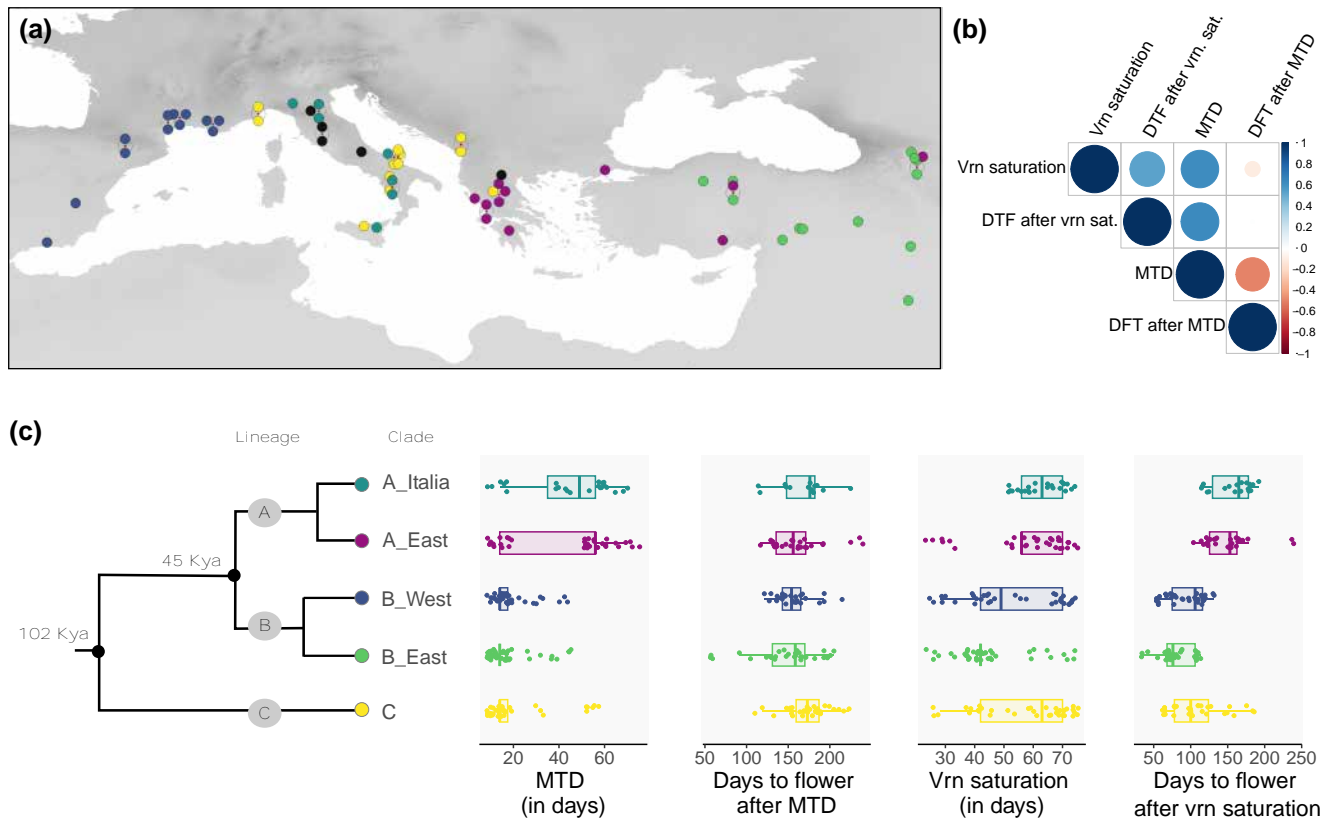 (a)
(b)
Vrn saturation
DTF after vrn. sat.
MTD
DFT after MTD
Vrn saturation
DTF after vrn sat.
MTD
DFT after MTD
1
0.8
0.6
0.4
0.2
0
-0.2
-0.4
-0.6
-0.8
-1
(c)
Lineage
Clade
A_Italia
A
A_East
45 Kya
B_West
B
102 Kya
B_East
C
C
20 40 60
50 100 150 200
30 40 50 60 70
50 100 150 200 250
MTD
(in days)
Days to flower
after MTD
Vrn saturation
(in days)
Days to flower
after vrn saturation